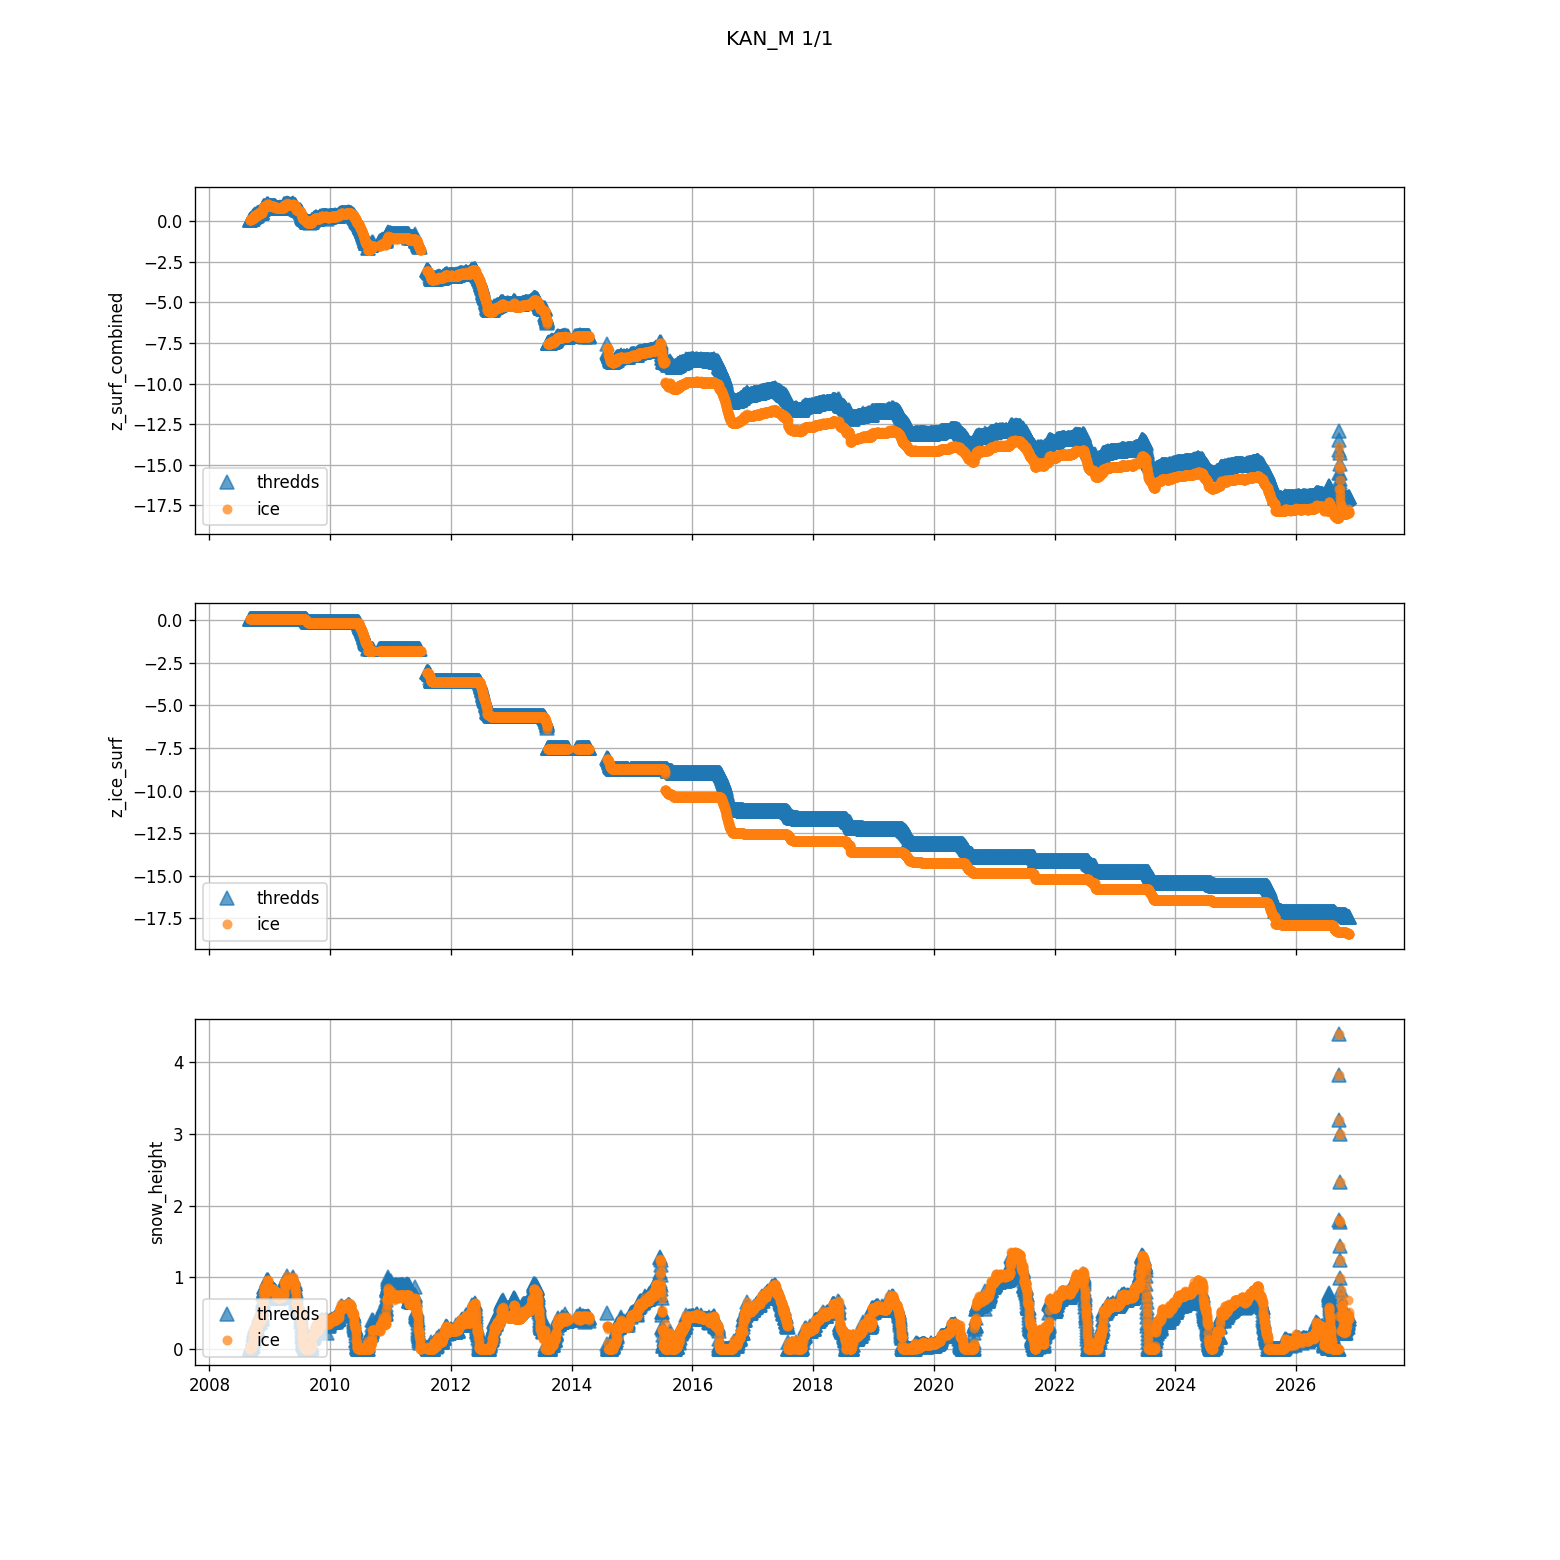 KAN_M 1/1
z_surf_combined
0.0
−2.5
−5.0
−7.5
−10.0
−12.5
−15.0
−17.5
thredds
ice
z_ice_surf
0.0
−2.5
−5.0
−7.5
−10.0
−12.5
−15.0
−17.5
thredds
ice
snow_height
4
3
2
1
0
thredds
ice
2008 2010 2012 2014 2016 2018 2020 2022 2024 2026